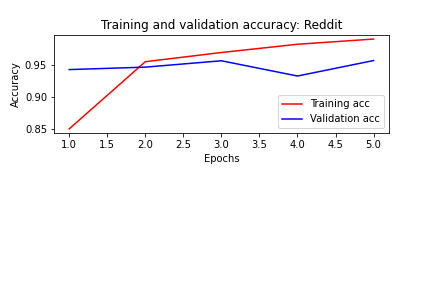 Training and validation accuracy: Reddit
Accuracy
0.95
0.90
0.85
Training acc
Validation acc
1.0 1.5 2.0 2.5 3.0 3.5 4.0 4.5 5.0
Epochs